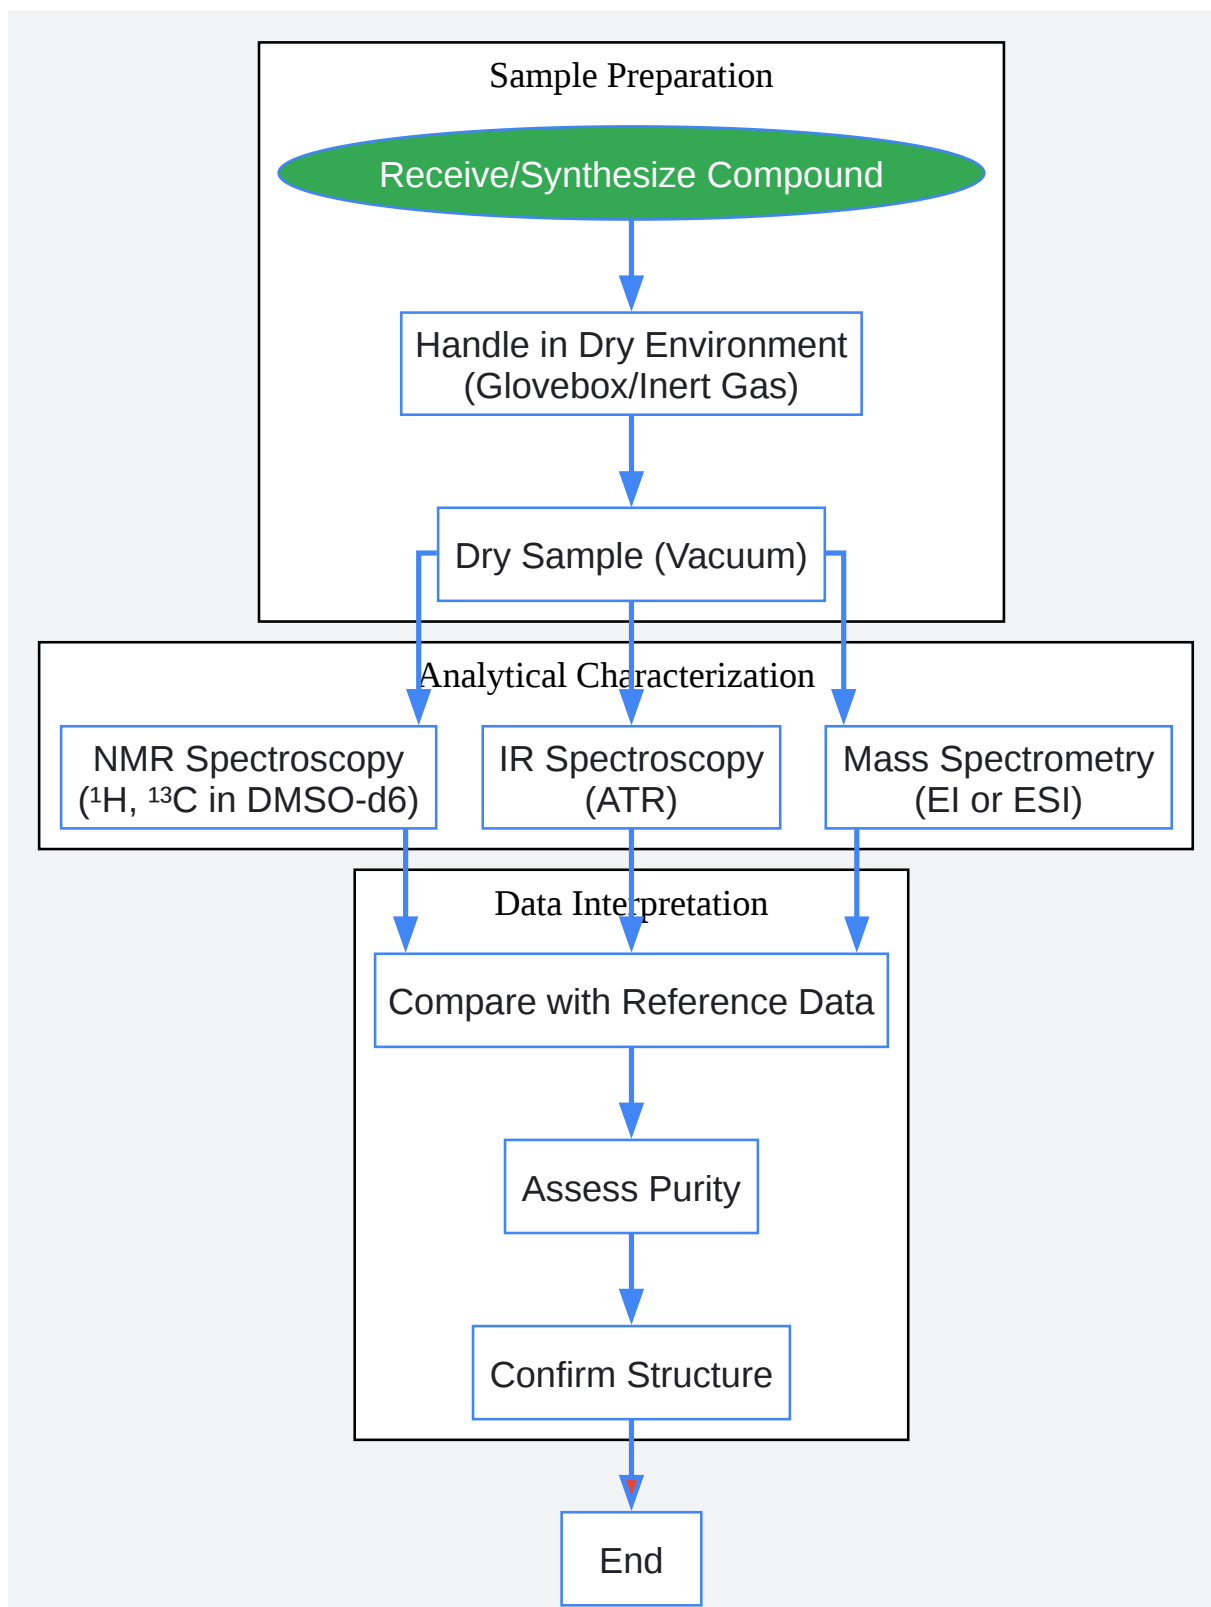 Sample Preparation
Receive/Synthesize Compound
Handle in Dry Environment
(Glovebox/Inert Gas)
Dry Sample (Vacuum)
Analytical Characterization
NMR Spectroscopy
(¹H, ¹³C in DMSO-d6)
IR Spectroscopy
(ATR)
Mass Spectrometry
(EI or ESI)
Data Interpretation
Compare with Reference Data
Assess Purity
Confirm Structure
End